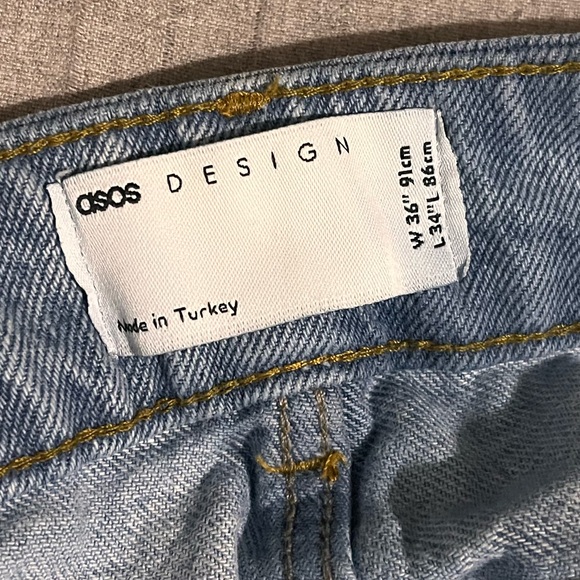 asos DESIGN
W 36" 91cm
L 34" L 86cm
Made in Turkey